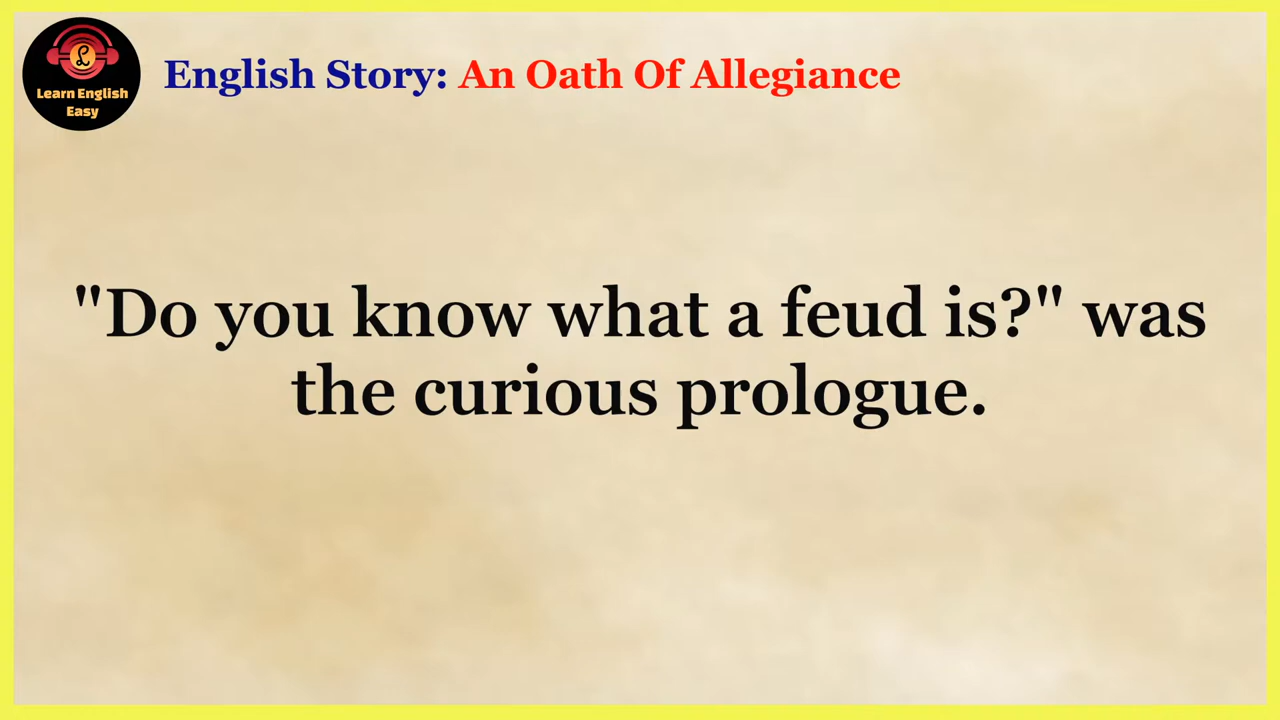 Learn English
Easy
English Story: An Oath Of Allegiance
"Do you know what a feud is?" was
the curious prologue.